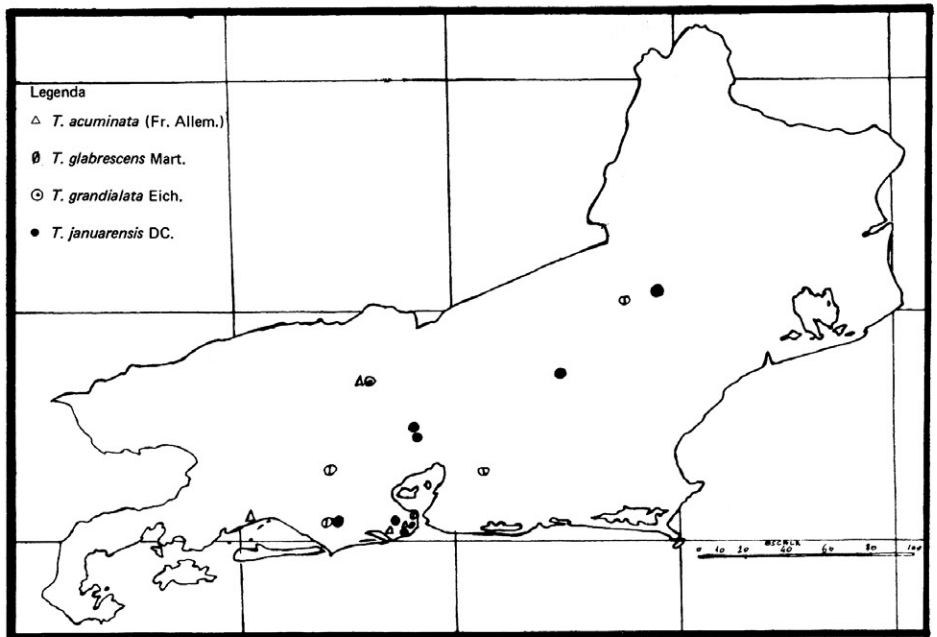 Legenda
△ T. acuminata (Fr. Allem.)
T. glabrescens Mart.
⊙ T. grandialata Eich.
● T. januarensis DC.
ESCALA
0 10 20 40 60 80 100